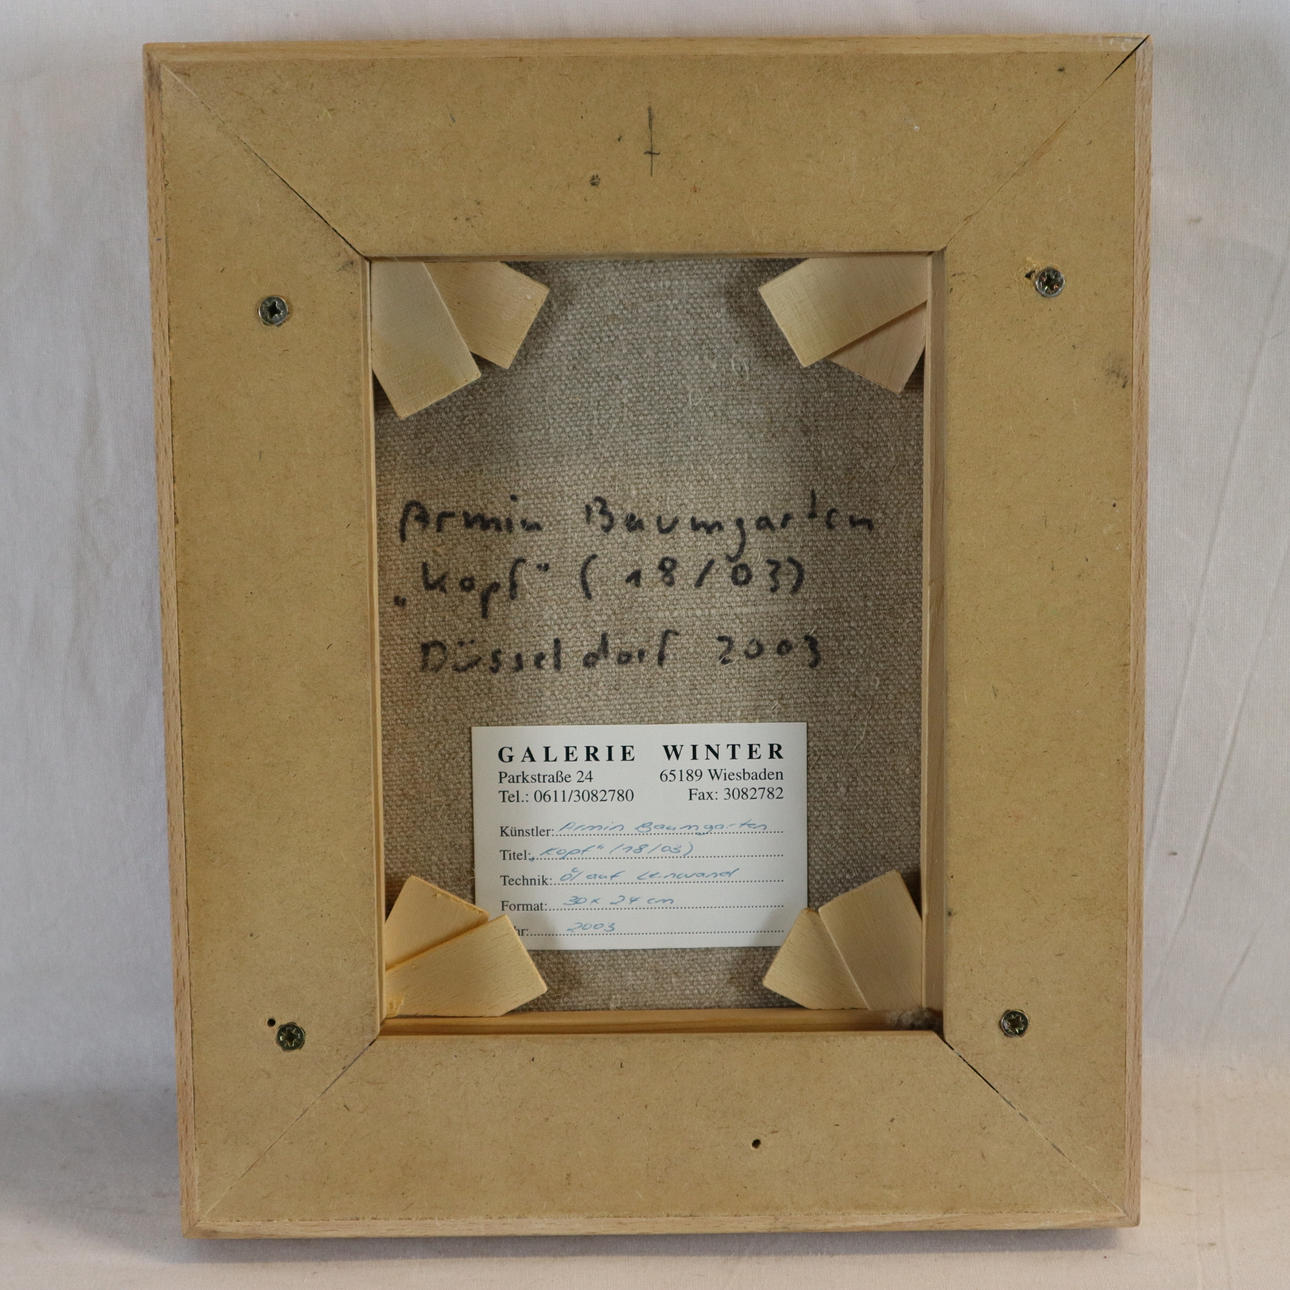 Armin Baumgarten
„Kopf“ (18/03)
Düsseldorf 2003
GALERIE WINTER
Parkstraße 24 65189 Wiesbaden
Tel.: 0611/3082780 Fax: 3082782
Künstler: Armin Baumgarten
Titel: „Kopf“ (18/03)
Technik: Öl auf Leinwand
Format: 30 x 24 cm
hr: 2003